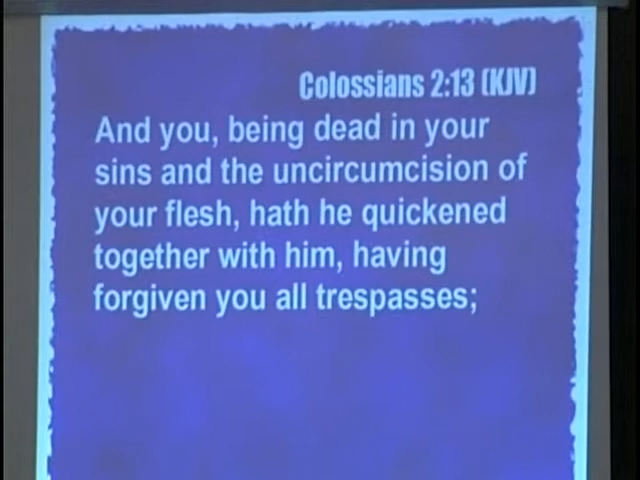 Colossians 2:13 (KJV)
And you, being dead in your
sins and the uncircumcision of
your flesh, hath he quickened
together with him, having
forgiven you all trespasses;